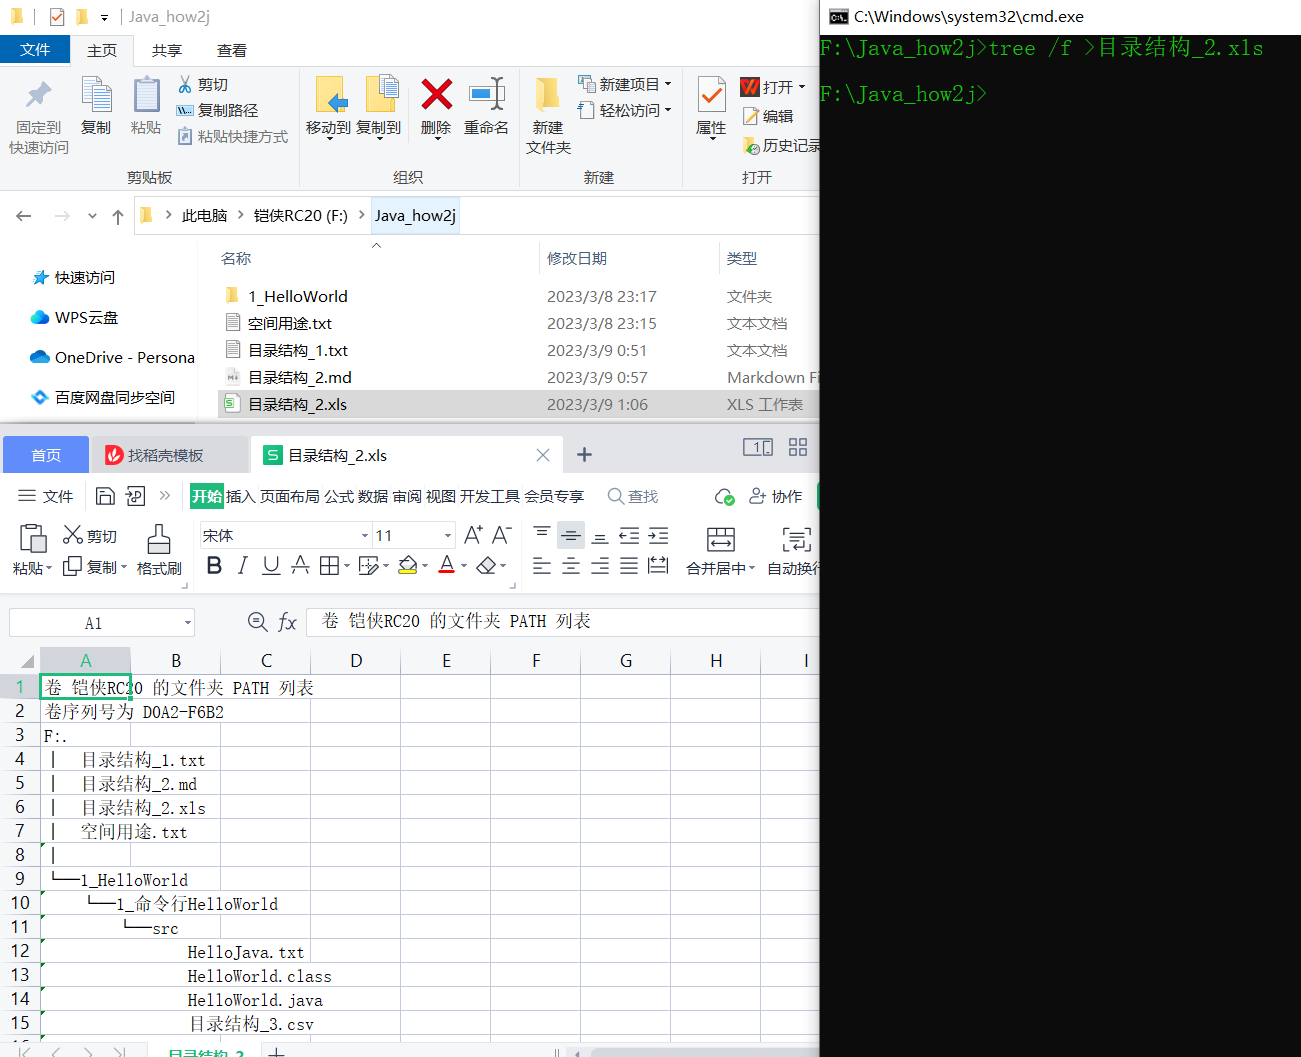 Java_how2j
文件 主页 共享 查看
固定到
快速访问
复制
粘贴
剪切
复制路径
粘贴快捷方式
剪贴板
移动到 复制到 删除 重命名
组织
新建
文件夹
新建项目
轻松访问
新建
属性
打开
编辑
历史记录
打开
此电脑 铠侠RC20 (F:) Java_how2j
名称 修改日期 类型
快速访问
WPS云盘
OneDrive - Persona
百度网盘同步空间
1_HelloWorld 2023/3/8 23:17 文件夹
空间用途.txt 2023/3/8 23:15 文本文档
目录结构_1.txt 2023/3/9 0:51 文本文档
目录结构_2.md 2023/3/9 0:57 Markdown Fi
目录结构_2.xls 2023/3/9 1:06 XLS 工作表
C:\Windows\system32\cmd.exe
F:\Java_how2j>tree /f >目录结构_2.xls
F:\Java_how2j>
首页 找稻壳模板 目录结构_2.xls
文件 开始 插入 页面布局 公式 数据 审阅 视图 开发工具 会员专享 查找 协作
粘贴 剪切 复制 格式刷
宋体 11
B I U A A
合并居中 自动换行
A1 fx 卷 铠侠RC20 的文件夹 PATH 列表
A B C D E F G H I
1 卷 铠侠RC20 的文件夹 PATH 列表
2 卷序列号为 D0A2-F6B2
3 F:.
4 │ 目录结构_1.txt
5 │ 目录结构_2.md
6 │ 目录结构_2.xls
7 │ 空间用途.txt
8 │
9 └──1_HelloWorld
10 └──1_命令行HelloWorld
11 └──src
12 HelloJava.txt
13 HelloWorld.class
14 HelloWorld.java
15 目录结构_3.csv
目录结构_2